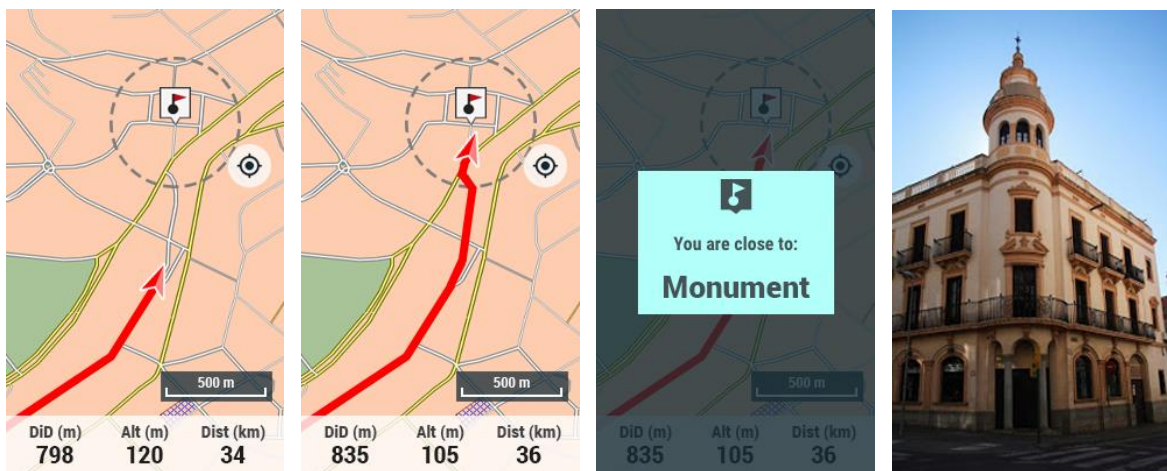 500 m
DiD (m) Alt (m) Dist (km)
798 120 34
500 m
DiD (m) Alt (m) Dist (km)
835 105 36
You are close to:
Monument
500 m
DiD (m) Alt (m) Dist (km)
835 105 36